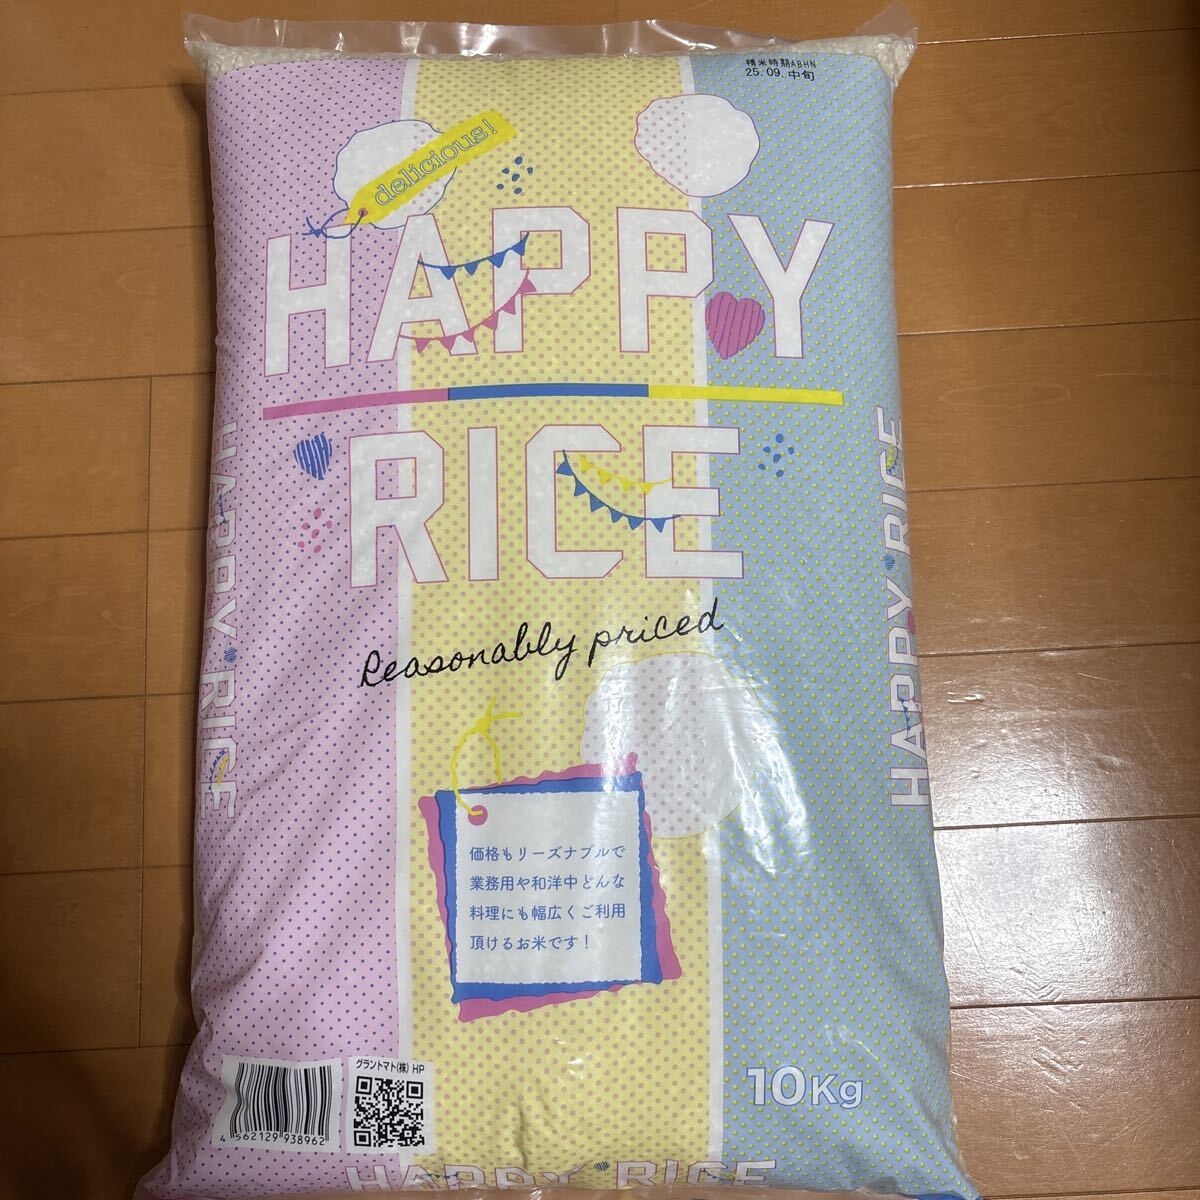 精米時期ABHN
25.09.中旬
delicious!
HAPPY
RICE
Reasonably priced
価格もリーズナブルで
業務用や和洋中どんな
料理にも幅広くご利用
頂けるお米です!
HAPPY RICE
HAPPY RICE
グラントマト(株) HP
4 562129 938962
10Kg
HAPPY RICE